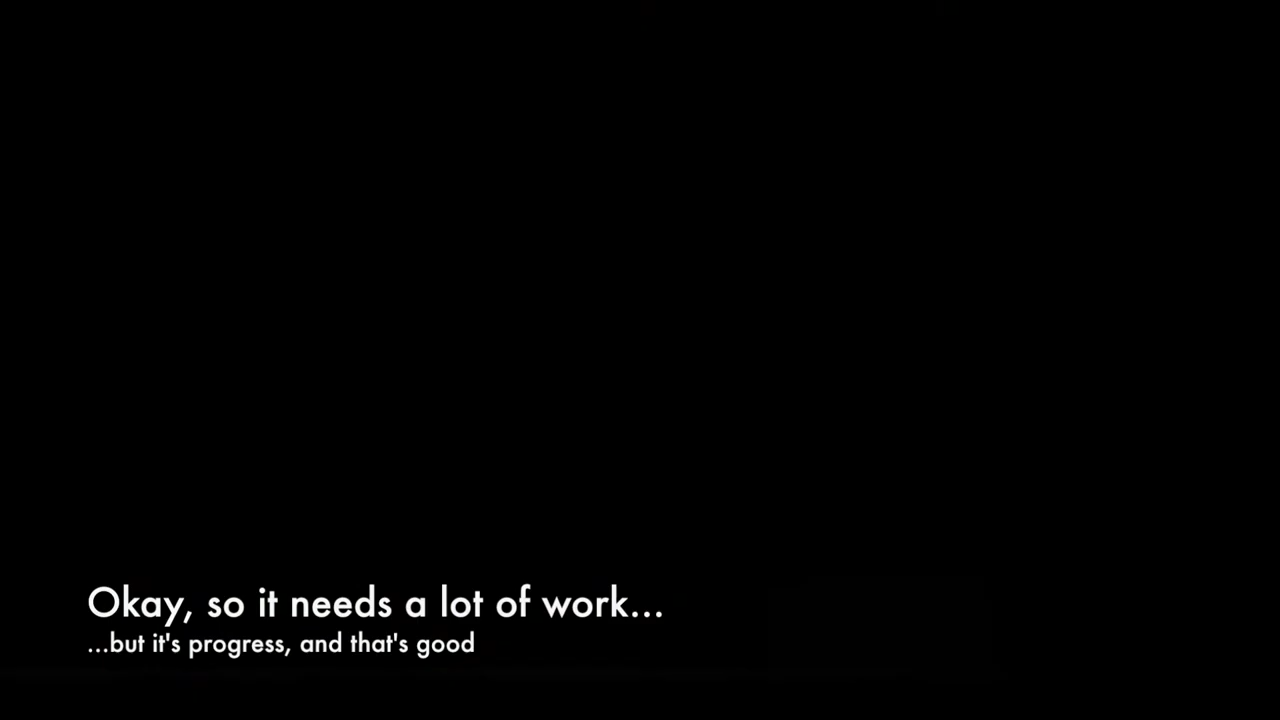 Okay, so it needs a lot of work...
...but it's progress, and that's good